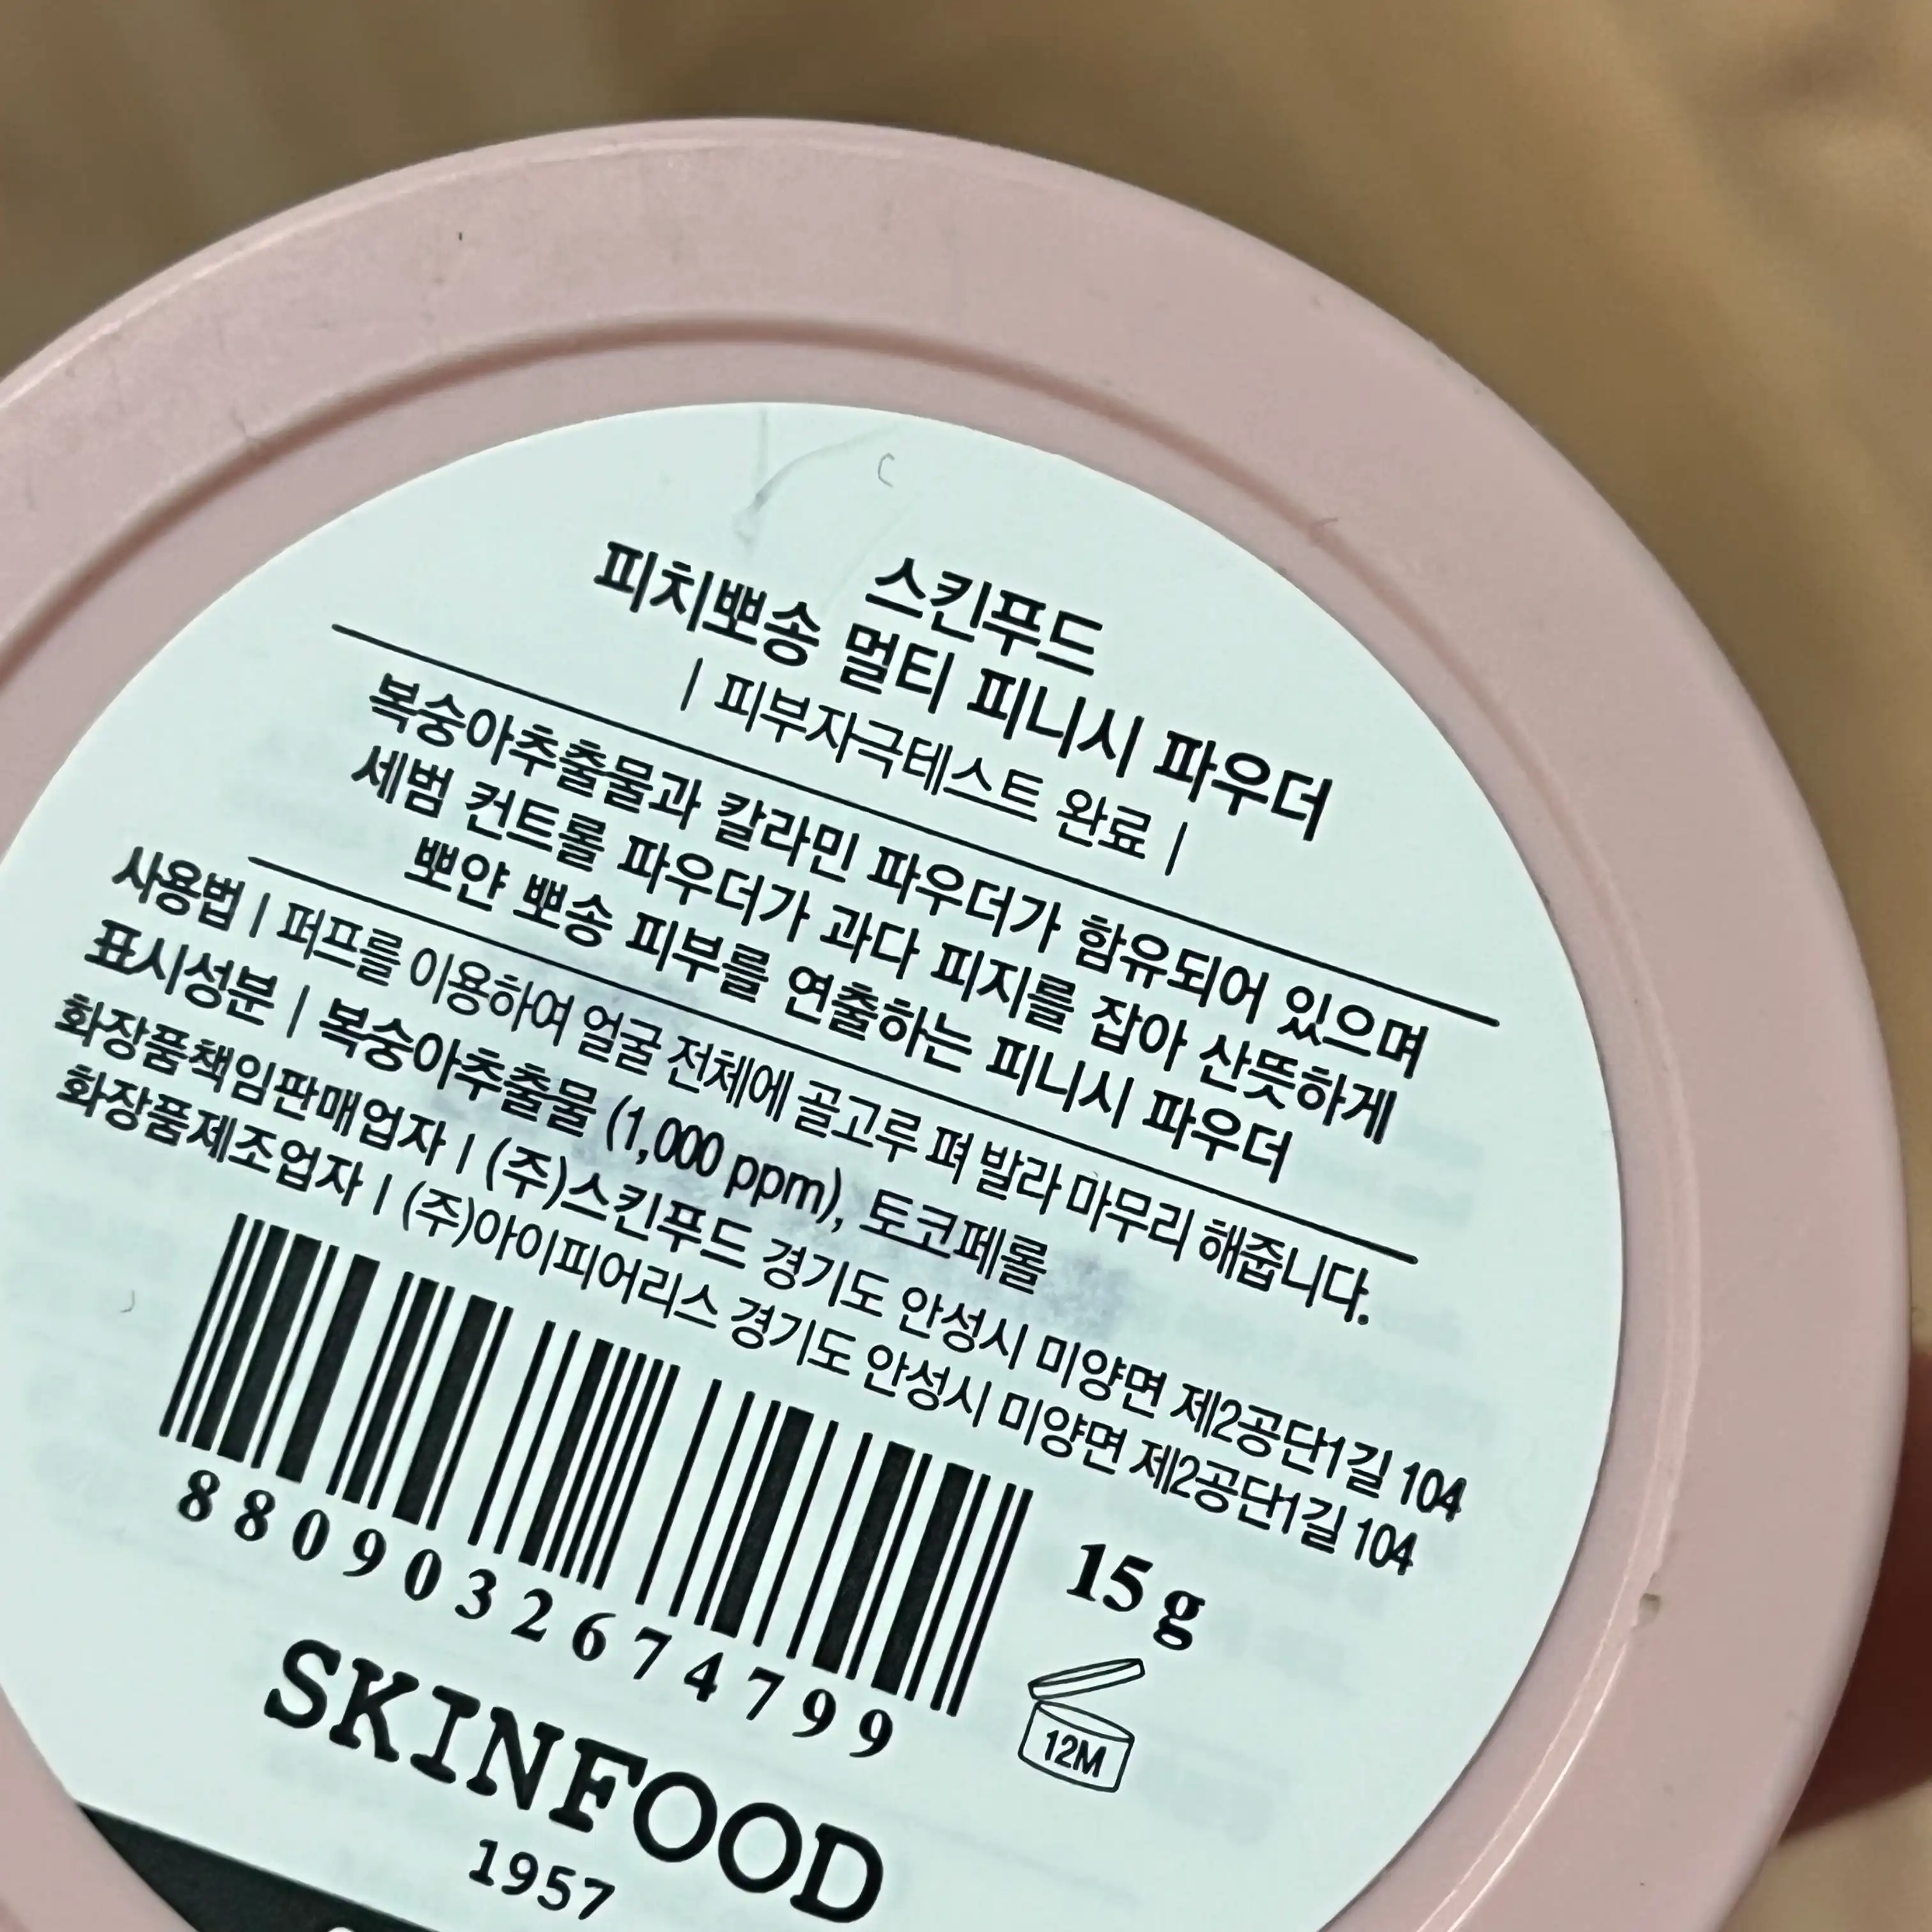 스킨푸드
피치뽀송 멀티 피니시 파우더
| 피부자극테스트 완료 |
복숭아추출물과 칼라민 파우더가 함유되어 있으며
세범 컨트롤 파우더가 과다 피지를 잡아 산뜻하게
뽀얀 뽀송 피부를 연출하는 피니시 파우더
사용법 | 퍼프를 이용하여 얼굴 전체에 골고루 펴 발라 마무리 해줍니다.
표시성분 | 복숭아추출물 (1,000 ppm), 토코페롤
화장품책임판매업자 | (주)스킨푸드 경기도 안성시 미양면 제2공단1길 104
화장품제조업자 | (주)아이피어리스 경기도 안성시 미양면 제2공단1길 104
8809032674799
15 g
12M
SKINFOOD
1957